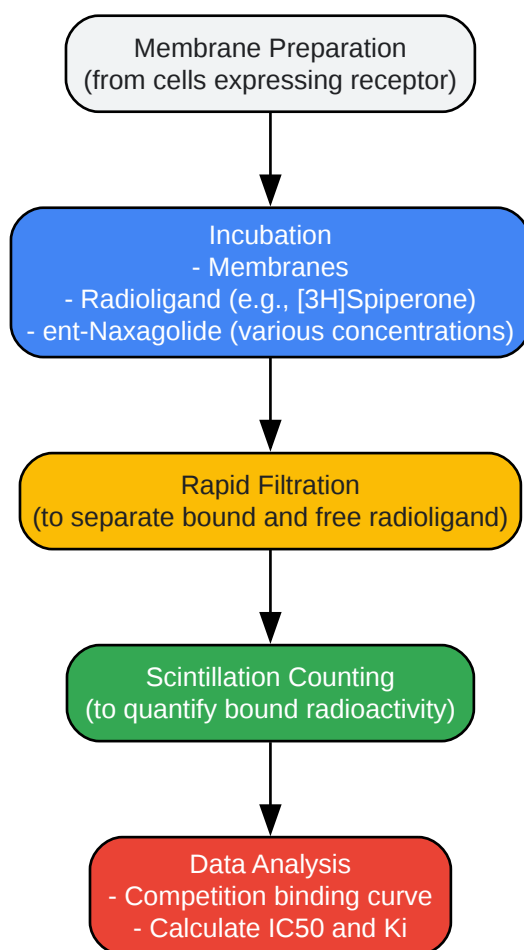 Membrane Preparation
(from cells expressing receptor)
Incubation
- Membranes
- Radioligand (e.g., [3H]Spiperone)
- ent-Naxagolide (various concentrations)
Rapid Filtration
(to separate bound and free radioligand)
Scintillation Counting
(to quantify bound radioactivity)
Data Analysis
- Competition binding curve
- Calculate IC50 and Ki